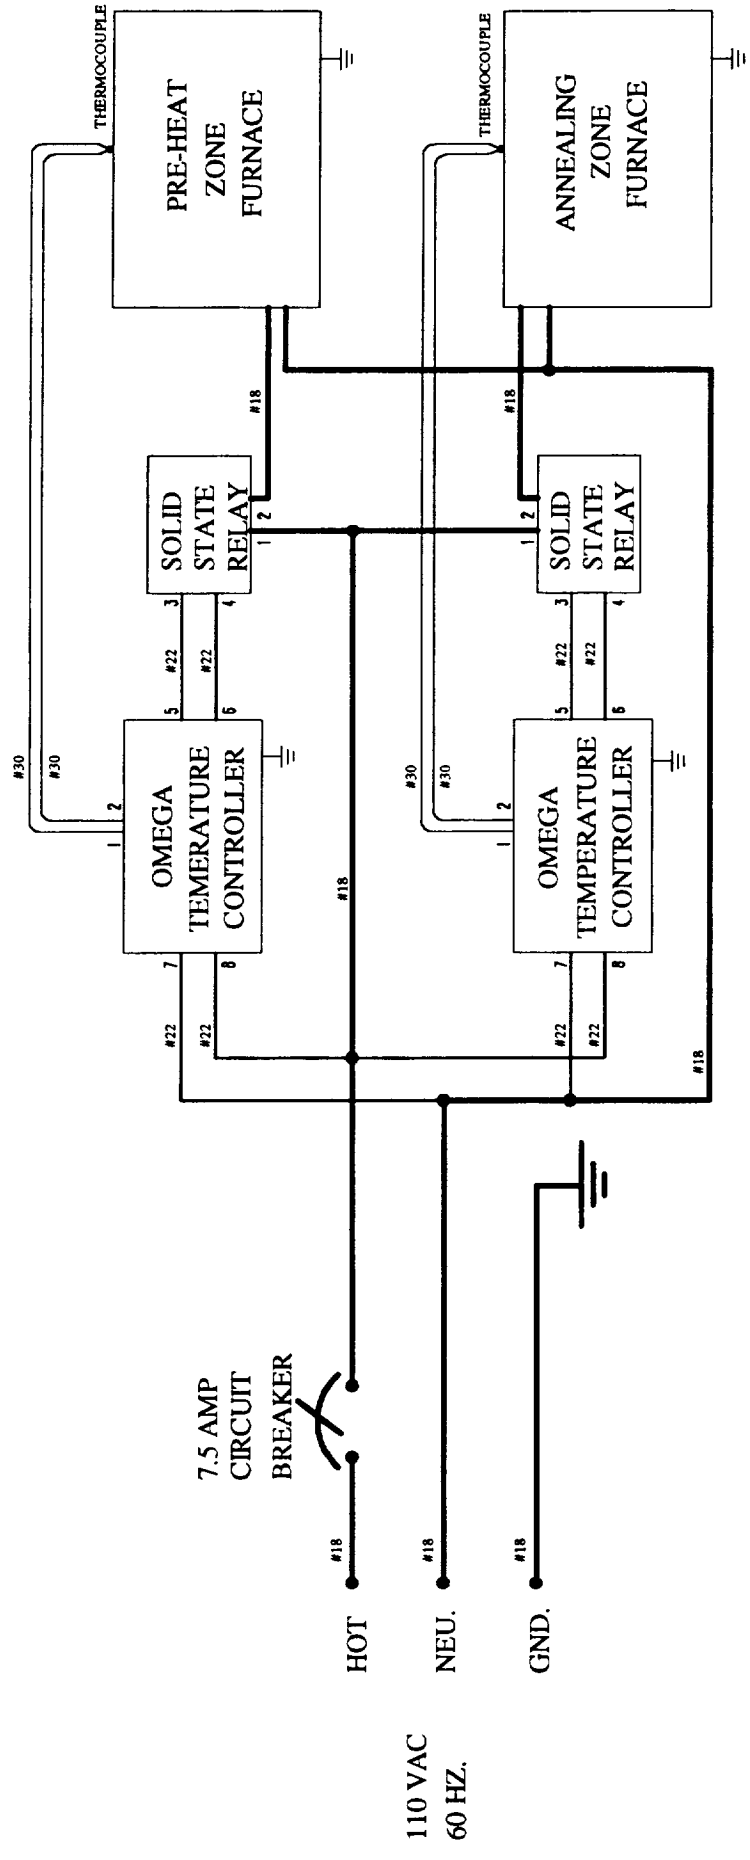 110 VAC
60 HZ.
HOT
NEU.
GND.
#18
#18
#18
7.5 AMP
CIRCUIT
BREAKER
#22
#22
7
8
OMEGA
TEMERATURE
CONTROLLER
1
2
5
6
#30
#30
#22
#22
3
4
SOLID
STATE
RELAY
1
2
#18
THERMOCOUPLE
PRE-HEAT
ZONE
FURNACE
#18
#18
#22
#22
7
8
OMEGA
TEMPERATURE
CONTROLLER
1
2
5
6
#30
#30
#22
#22
3
4
SOLID
STATE
RELAY
1
2
#18
THERMOCOUPLE
ANNEALING
ZONE
FURNACE